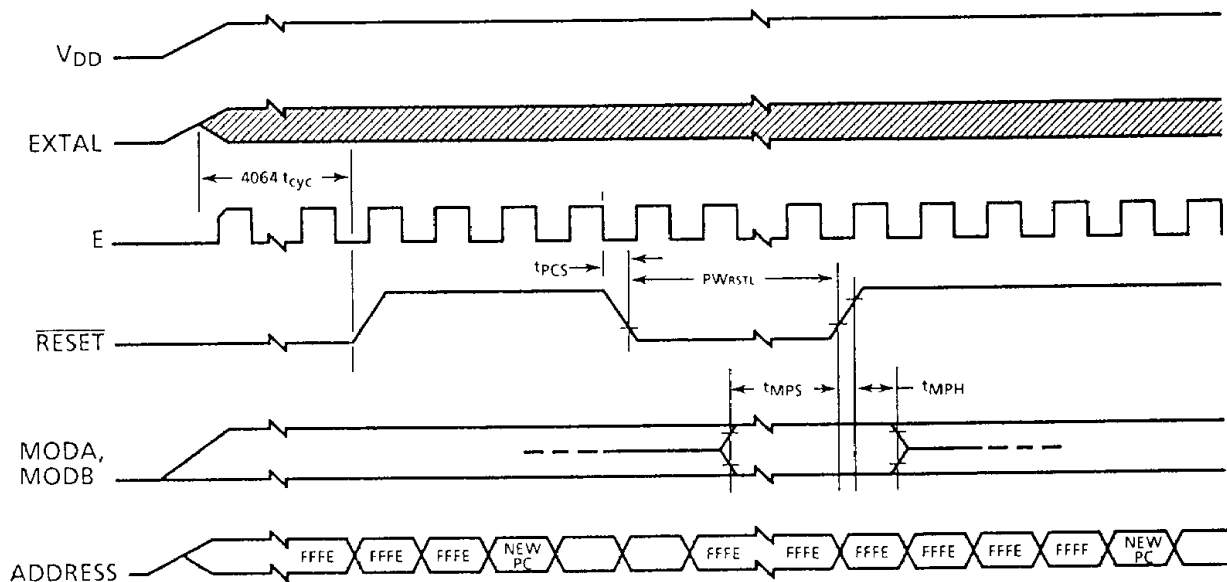 VDD
EXTAL
4064 tcyc
E
tPCS
PWRSTL
RESET
tMPS
tMPH
MODA,
MODB
ADDRESS
FFFE
FFFE
FFFE
NEW
PC
FFFE
FFFE
FFFE
FFFE
FFFE
FFFF
NEW
PC